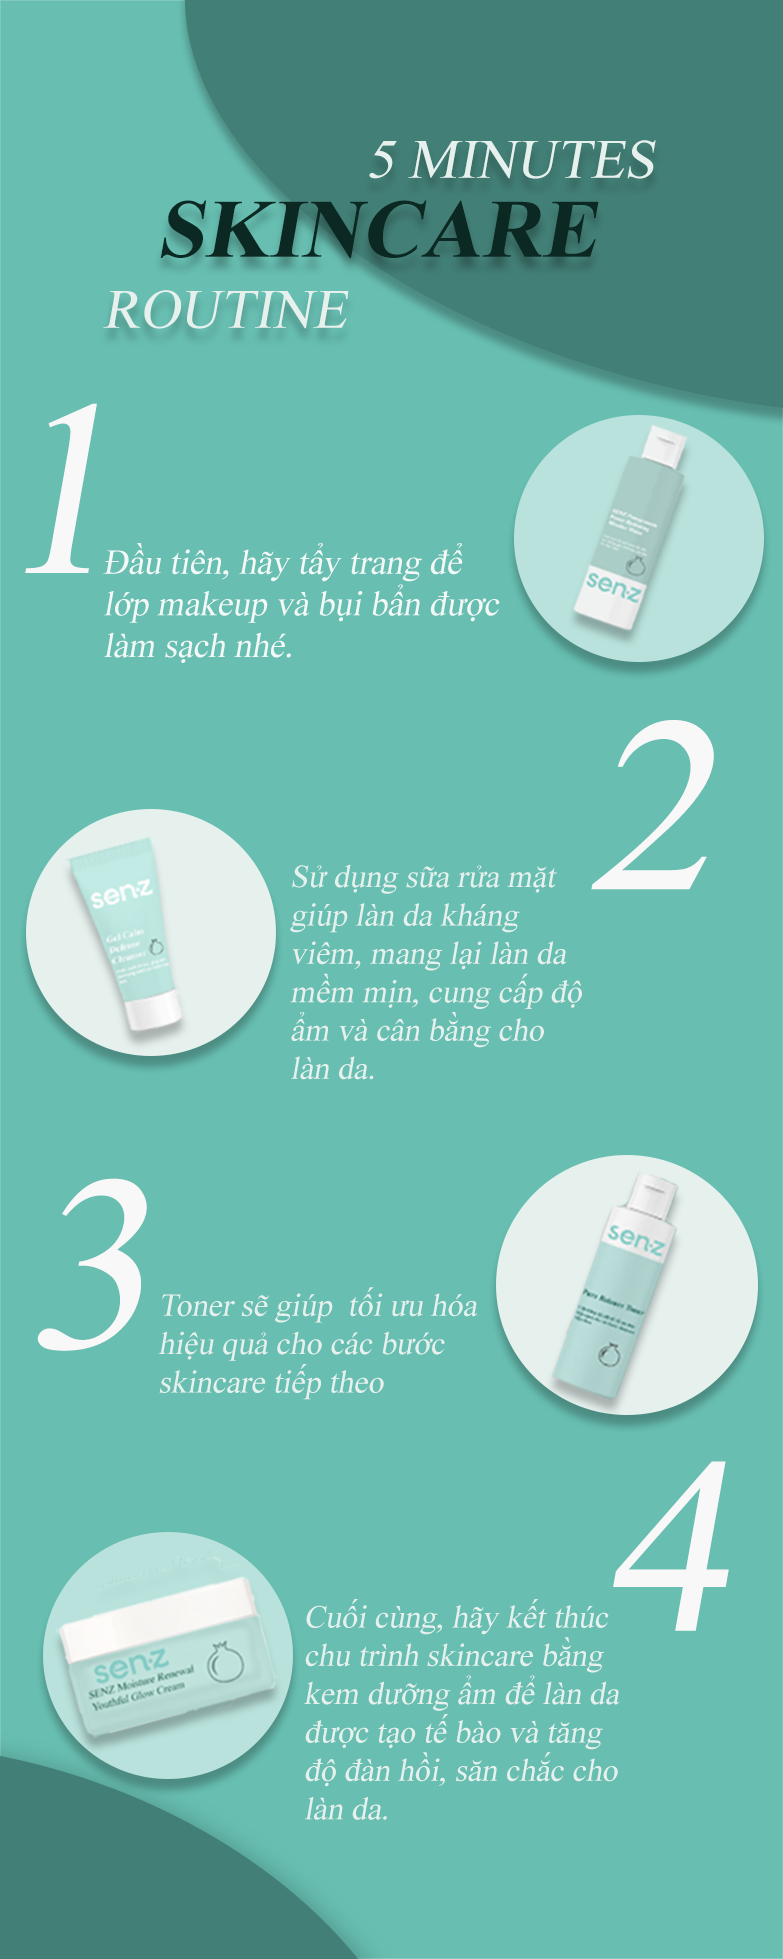 5 MINUTES
SKINCARE
ROUTINE
1
Đầu tiên, hãy tẩy trang để
lớp makeup và bụi bẩn được
làm sạch nhé.
sen·z
2
sen·z
Gel Calm
Defense
Cleanser
Sử dụng sữa rửa mặt
giúp làn da kháng
viêm, mang lại làn da
mềm mịn, cung cấp độ
ẩm và cân bằng cho
làn da.
3
Toner sẽ giúp  tối ưu hóa
hiệu quả cho các bước
skincare tiếp theo
sen·z
Pure Balance Toner
4
sen·z
SENZ Moisture Renewal
Youthful Glow Cream
Cuối cùng, hãy kết thúc
chu trình skincare bằng
kem dưỡng ẩm để làn da
được tạo tế bào và tăng
độ đàn hồi, săn chắc cho
làn da.